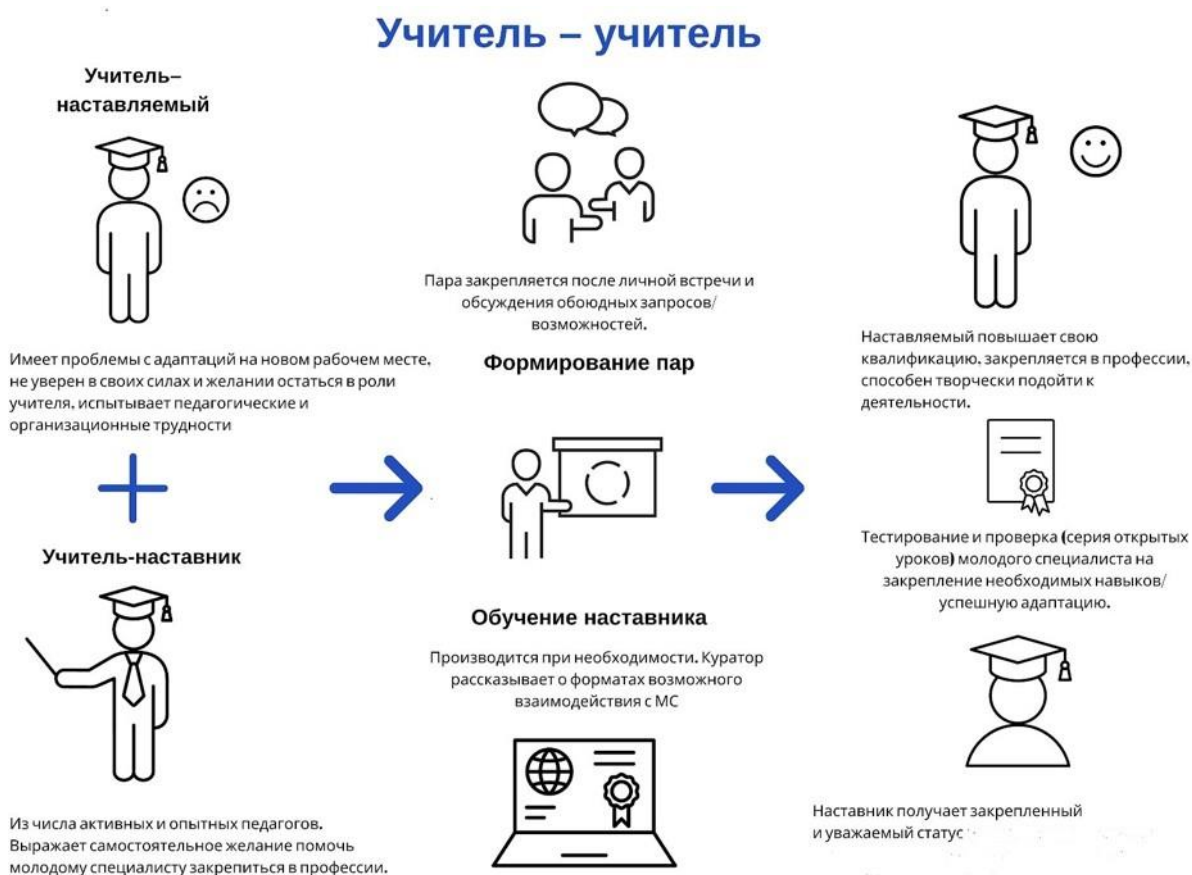 Учитель – учитель
Учитель–
наставляемый
Имеет проблемы с адаптаций на новом рабочем месте,
не уверен в своих силах и желании остаться в роли
учителя, испытывает педагогические и
организационные трудности
Учитель-наставник
Из числа активных и опытных педагогов.
Выражает самостоятельное желание помочь
молодому специалисту закрепиться в профессии.
Пара закрепляется после личной встречи и
обсуждения обоюдных запросов/
возможностей.
Формирование пар
Обучение наставника
Производится при необходимости. Куратор
рассказывает о форматах возможного
взаимодействия с МС
Наставляемый повышает свою
квалификацию, закрепляется в профессии,
способен творчески подойти к
деятельности.
Тестирование и проверка (серия открытых
уроков) молодого специалиста на
закрепление необходимых навыков/
успешную адаптацию.
Наставник получает закрепленный
и уважаемый статус